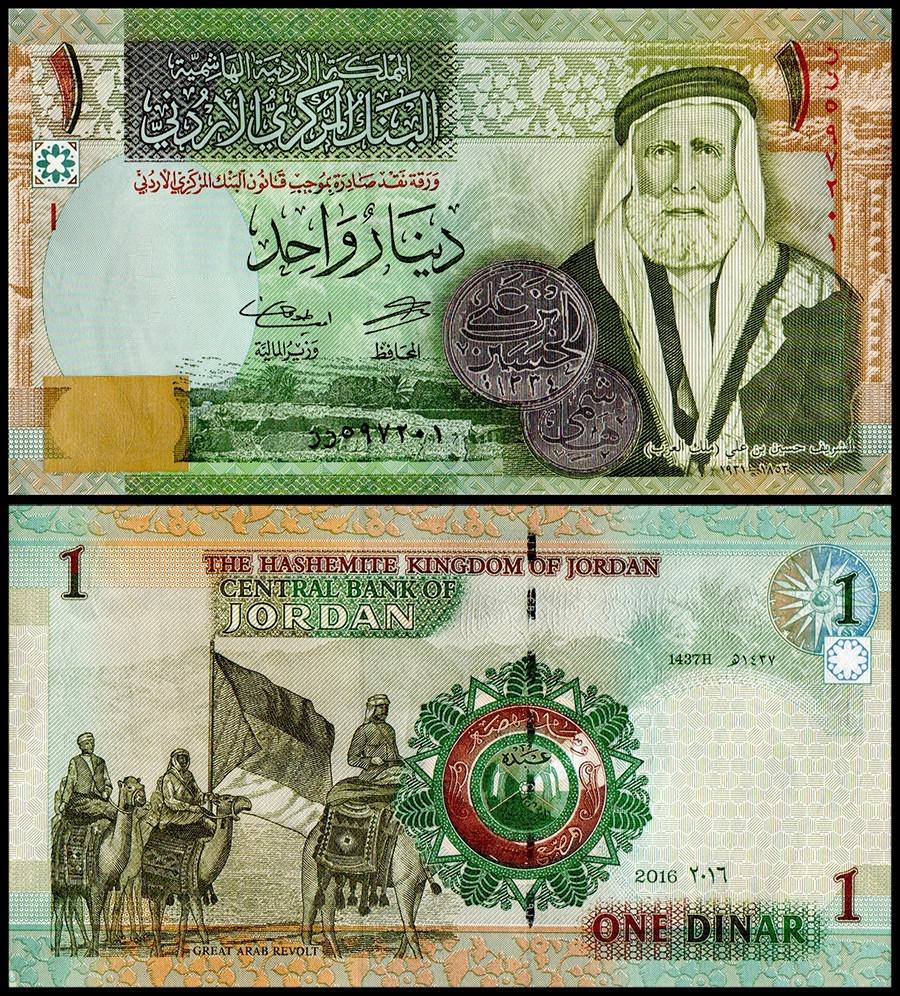 ١
المملكة الأردنية الهاشمية
البنك المركزي الأردني
ورقة نقد صادرة بموجب قانون البنك المركزي الأردني
دينار واحد
١
١
المحافظ
وزير المالية
الحسين بن علي
١٣٣٤
هاشمي
٥٩٧٢٠١
الشريف حسين بن علي (ملك العرب)
١٨٥٣-١٩٣١
1
THE HASHEMITE KINGDOM OF JORDAN
CENTRAL BANK OF
JORDAN
1
1437H ١٤٣٧هـ
GREAT ARAB REVOLT
2016 ٢٠١٦
1
ONE DINAR